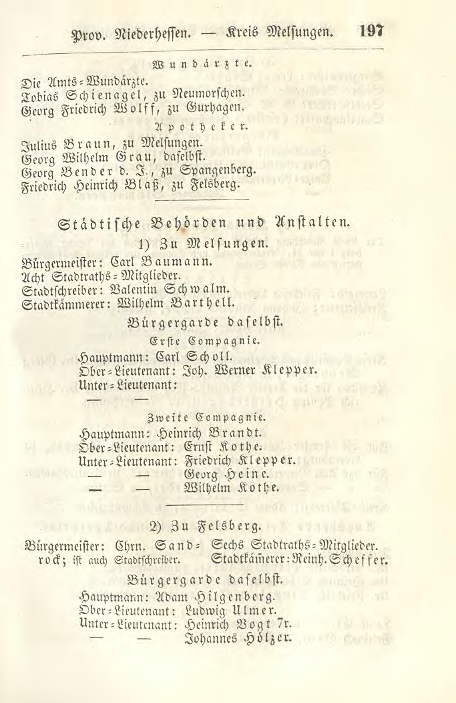 Prov. Niederhessen. — Kreis Melsungen. 197
Wundärzte.
Die Amts-Wundärzte.
Tobias Schienagel, zu Neumorschen.
Georg Friedrich Wolff, zu Gurhagen.
Apotheker.
Julius Braun, zu Melsungen.
Georg Wilhelm Grau, daselbst.
Georg Bender d. J., zu Spangenberg.
Friedrich Heinrich Blaß, zu Felsberg.
Städtische Behörden und Anstalten.
1) Zu Melsungen.
Bürgermeister: Carl Baumann.
Acht Stadtraths-Mitglieder.
Stadtschreiber: Valentin Schwalm.
Stadtkämmerer: Wilhelm Barthell.
Bürgergarde daselbst.
Erste Compagnie.
Hauptmann: Carl Scholl.
Ober-Lieutenant: Joh. Werner Klepper.
Unter-Lieutenant:
— —
Zweite Compagnie.
Hauptmann: Heinrich Brandt.
Ober-Lieutenant: Ernst Kothe.
Unter-Lieutenant: Friedrich Klepper.
— — Georg Heine.
— — Wilhelm Kothe.
2) Zu Felsberg.
Bürgermeister: Chrn. Sand- Sechs Stadtraths-Mitglieder.
rock; ist auch Stadtschreiber. Stadtkämerer: Reinh. Scheffer.
Bürgergarde daselbst.
Hauptmann: Adam Hilgenberg.
Ober-Lieutenant: Ludwig Ulmer.
Unter-Lieutenant: Heinrich Vogt 7r.
— — Johannes Hölzer.